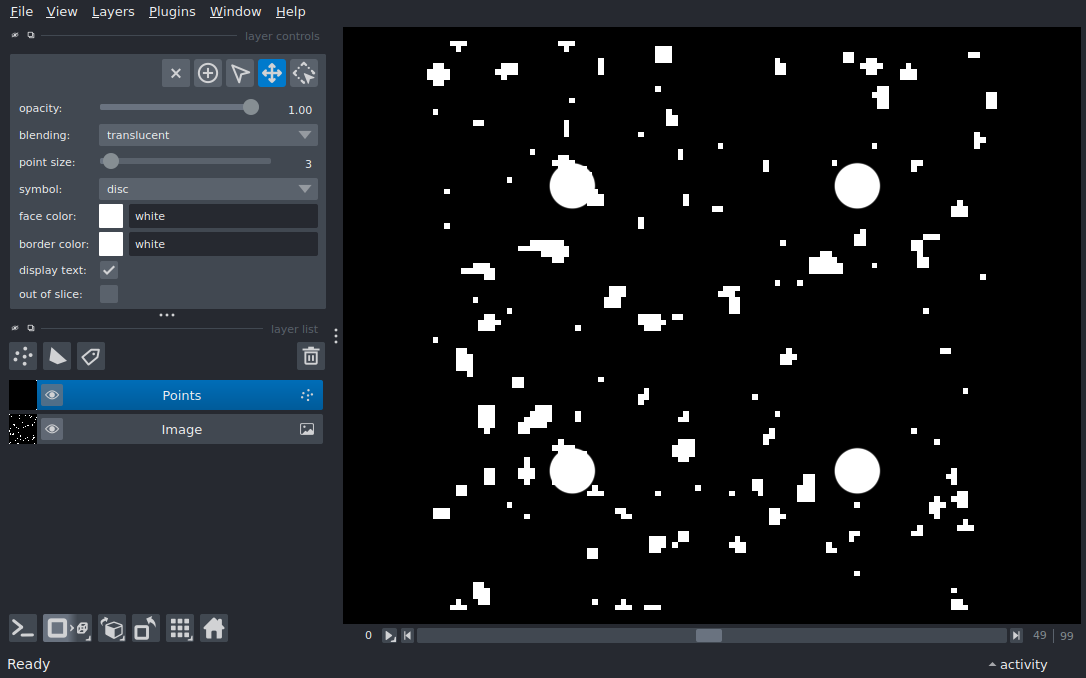 File View Layers Plugins Window Help
layer controls
opacity: 1.00
blending: translucent
point size: 3
symbol: disc
face color: white
border color: white
display text:
out of slice:
layer list
Points
Image
0 49 99
Ready activity